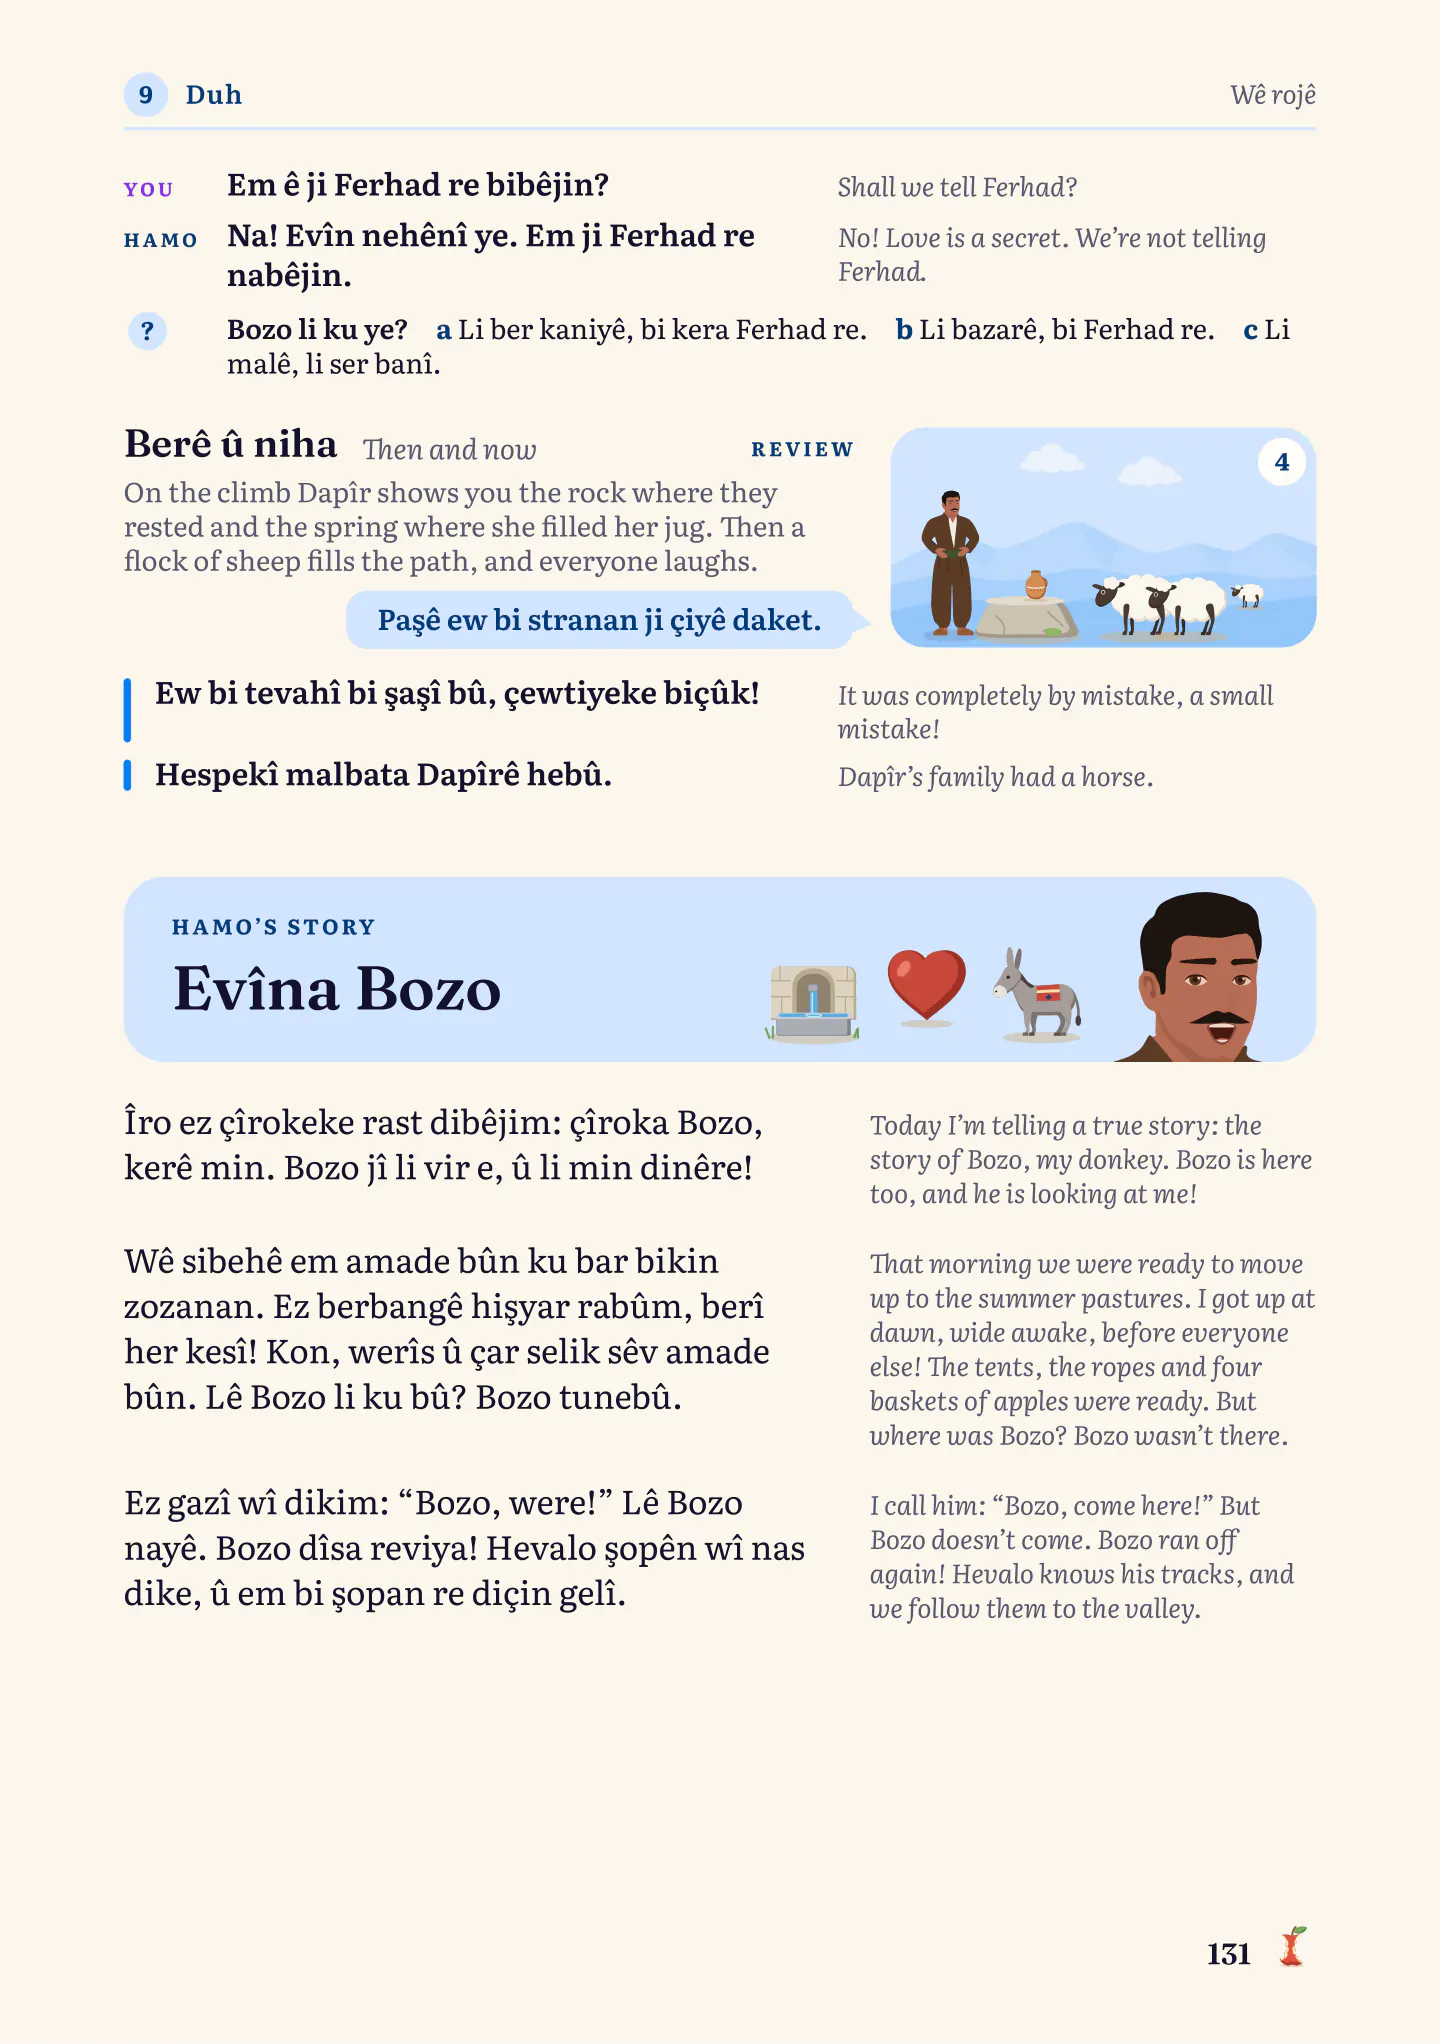 9 Duh
Wê rojê
YOU Em ê ji Ferhad re bibêjin?
Shall we tell Ferhad?
HAMO Na! Evîn nehênî ye. Em ji Ferhad re
nabêjin.
No! Love is a secret. We’re not telling
Ferhad.
? Bozo li ku ye? a Li ber kaniyê, bi kera Ferhad re. b Li bazarê, bi Ferhad re. c Li
malê, li ser banî.
Berê û niha Then and now REVIEW
4
On the climb Dapîr shows you the rock where they
rested and the spring where she filled her jug. Then a
flock of sheep fills the path, and everyone laughs.
Paşê ew bi stranan ji çiyê daket.
Ew bi tevahî bi şaşî bû, çewtiyeke biçûk!
It was completely by mistake, a small
mistake!
Hespekî malbata Dapîrê hebû.
Dapîr’s family had a horse.
HAMO’S STORY
Evîna Bozo
Îro ez çîrokeke rast dibêjim: çîroka Bozo,
kerê min. Bozo jî li vir e, û li min dinêre!
Today I’m telling a true story: the
story of Bozo, my donkey. Bozo is here
too, and he is looking at me!
Wê sibehê em amade bûn ku bar bikin
zozanan. Ez berbangê hişyar rabûm, berî
her kesî! Kon, werîs û çar selik sêv amade
bûn. Lê Bozo li ku bû? Bozo tunebû.
That morning we were ready to move
up to the summer pastures. I got up at
dawn, wide awake, before everyone
else! The tents, the ropes and four
baskets of apples were ready. But
where was Bozo? Bozo wasn’t there.
Ez gazî wî dikim: “Bozo, were!” Lê Bozo
nayê. Bozo dîsa reviya! Hevalo şopên wî nas
dike, û em bi şopan re diçin gelî.
I call him: “Bozo, come here!” But
Bozo doesn’t come. Bozo ran off
again! Hevalo knows his tracks, and
we follow them to the valley.
131